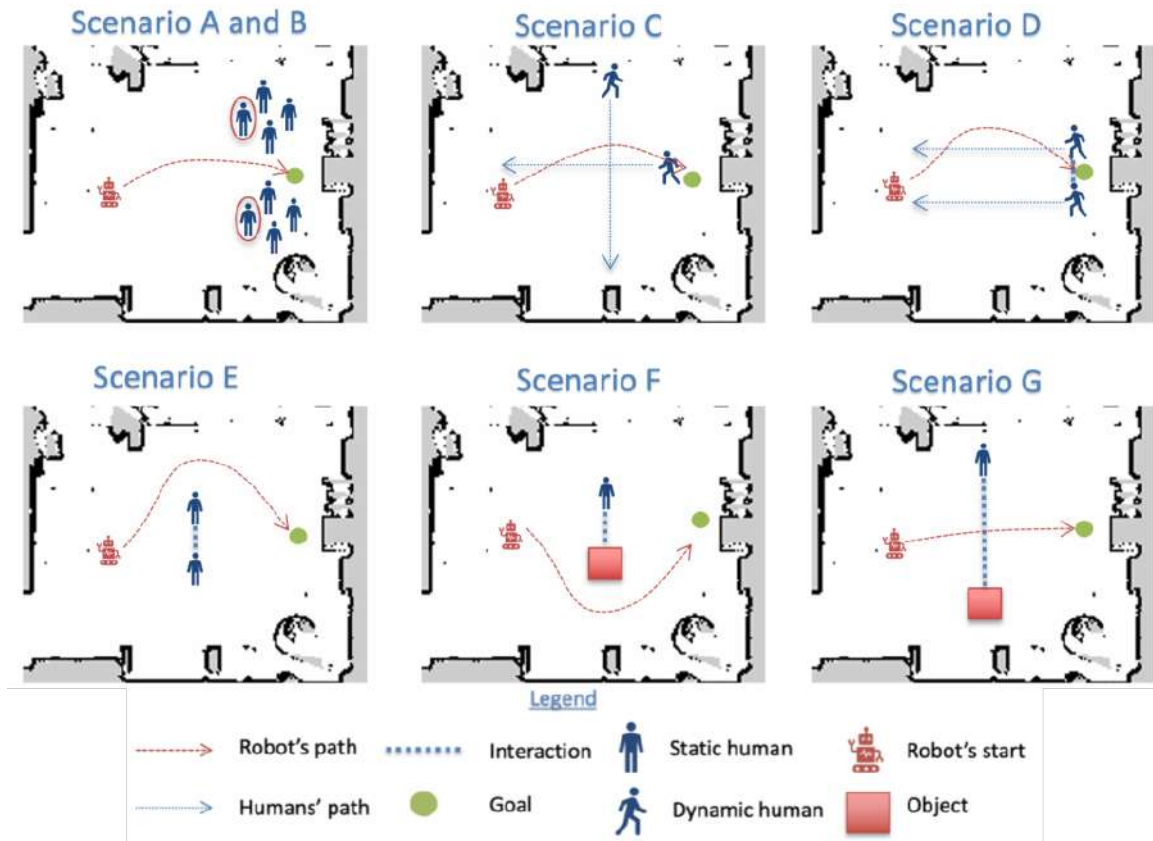 Scenario A and B
Scenario C
Scenario D
Scenario E
Scenario F
Scenario G
Legend
Robot's path
Interaction
Static human
Robot's start
Humans' path
Goal
Dynamic human
Object